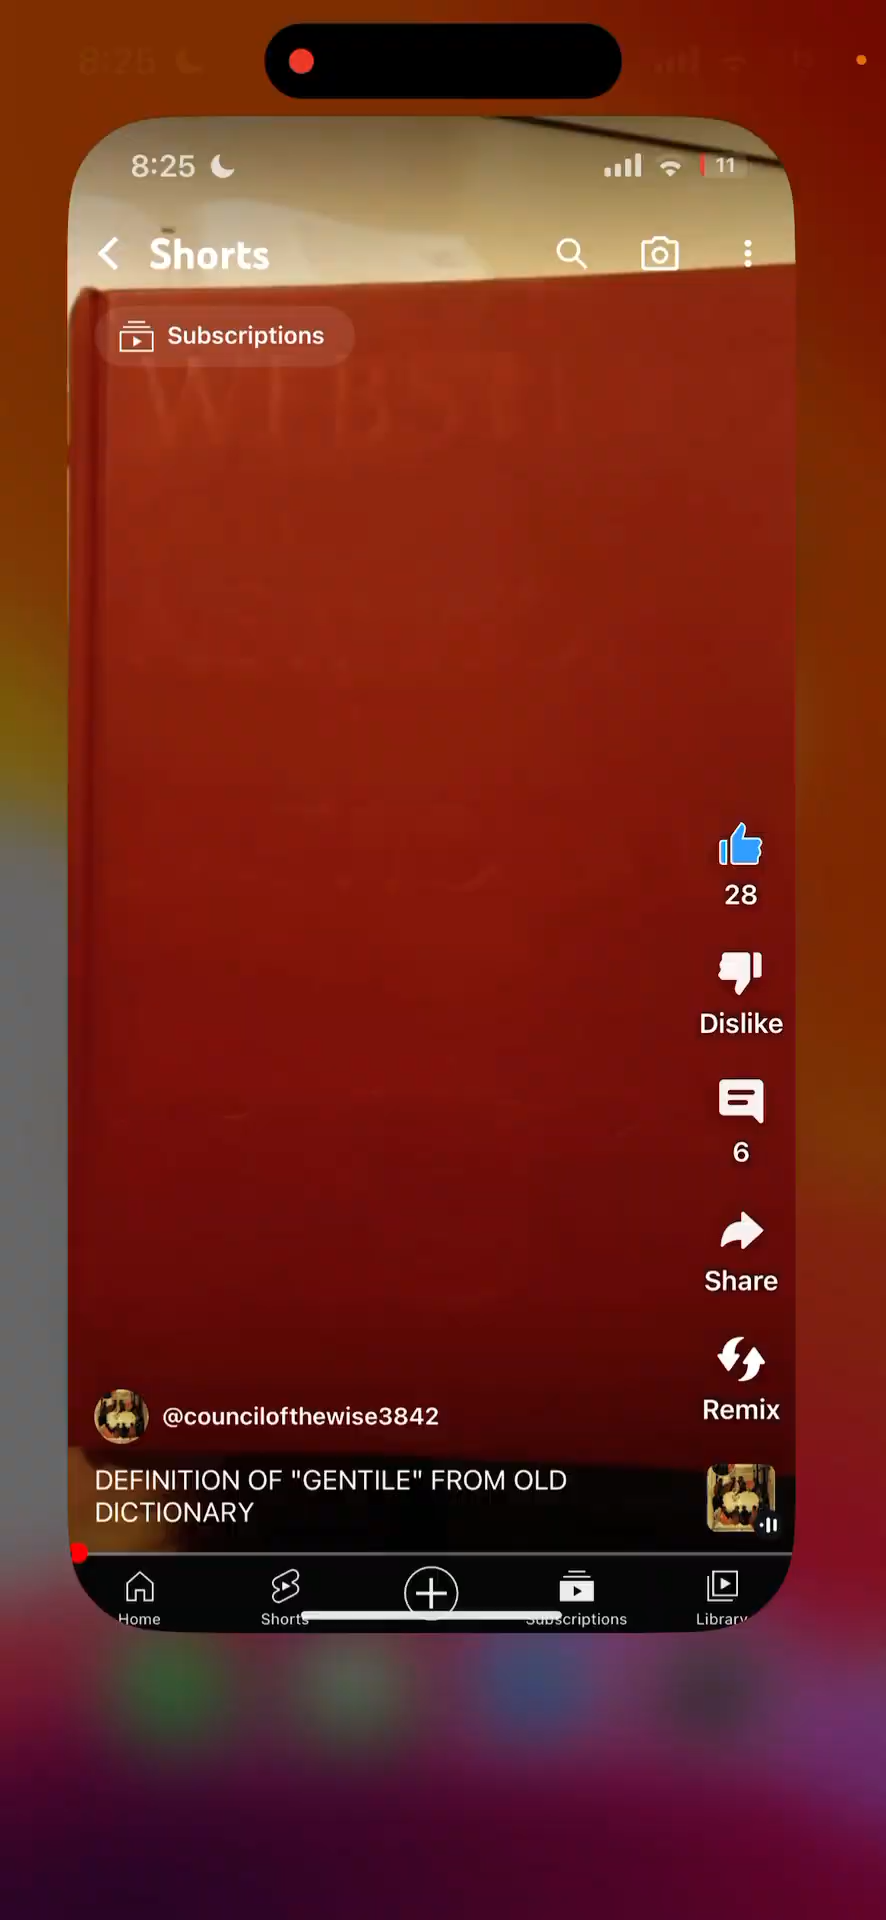 8:25
11
Shorts
Subscriptions
WEBSTE
28
Dislike
6
Share
Remix
@councilofthewise3842
DEFINITION OF "GENTILE" FROM OLD
DICTIONARY
Home
Shorts
Subscriptions
Library